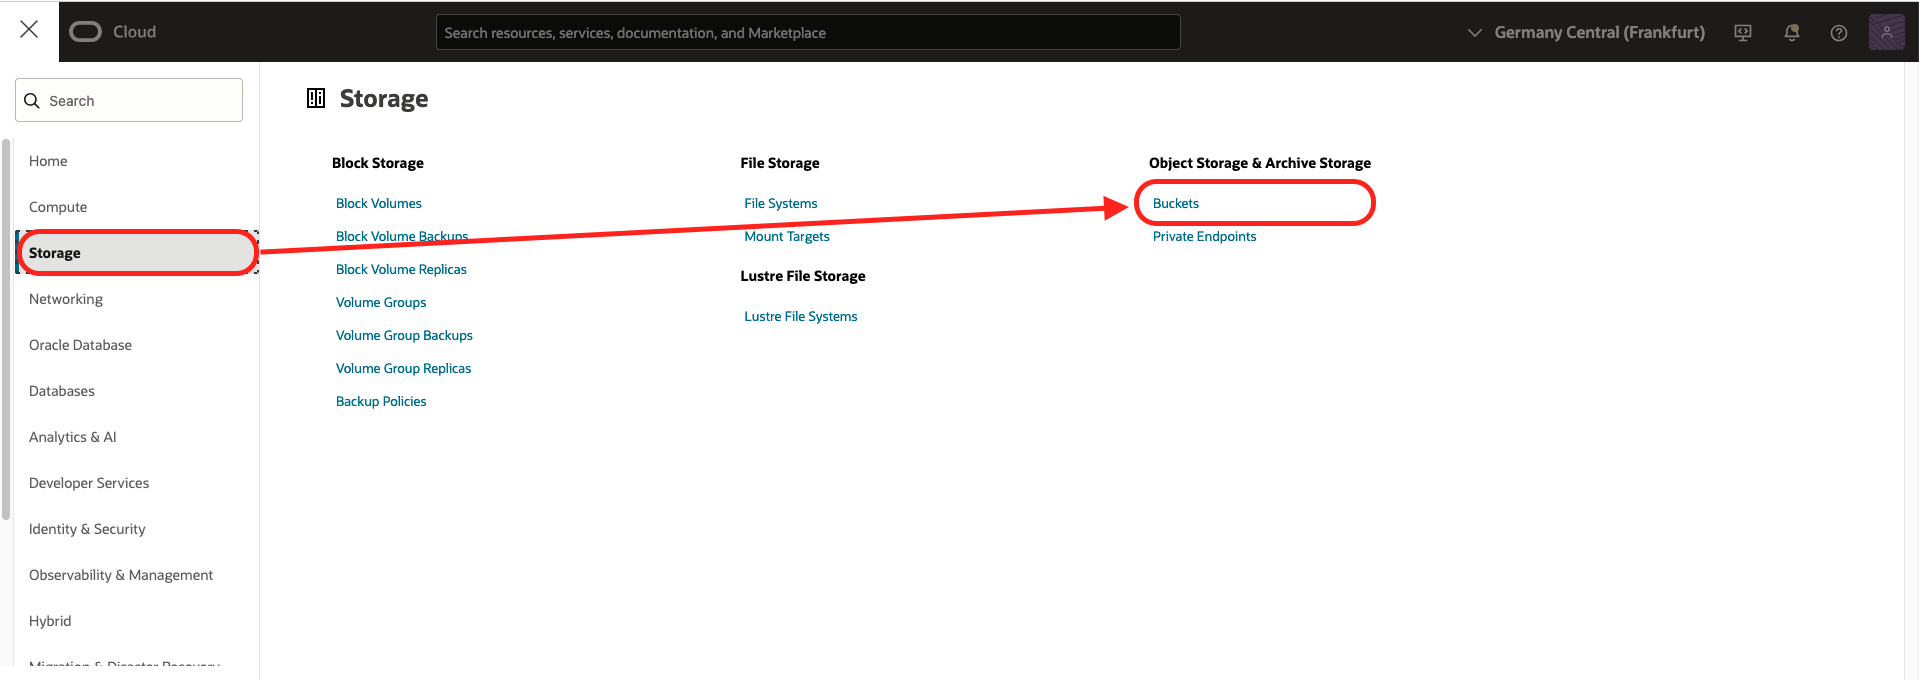 Cloud
Search resources, services, documentation, and Marketplace
Germany Central (Frankfurt)
Search
Home
Compute
Storage
Networking
Oracle Database
Databases
Analytics & AI
Developer Services
Identity & Security
Observability & Management
Hybrid
Migration & Disaster Recovery
Storage
Block Storage
Block Volumes
Block Volume Backups
Block Volume Replicas
Volume Groups
Volume Group Backups
Volume Group Replicas
Backup Policies
File Storage
File Systems
Mount Targets
Lustre File Storage
Lustre File Systems
Object Storage & Archive Storage
Buckets
Private Endpoints